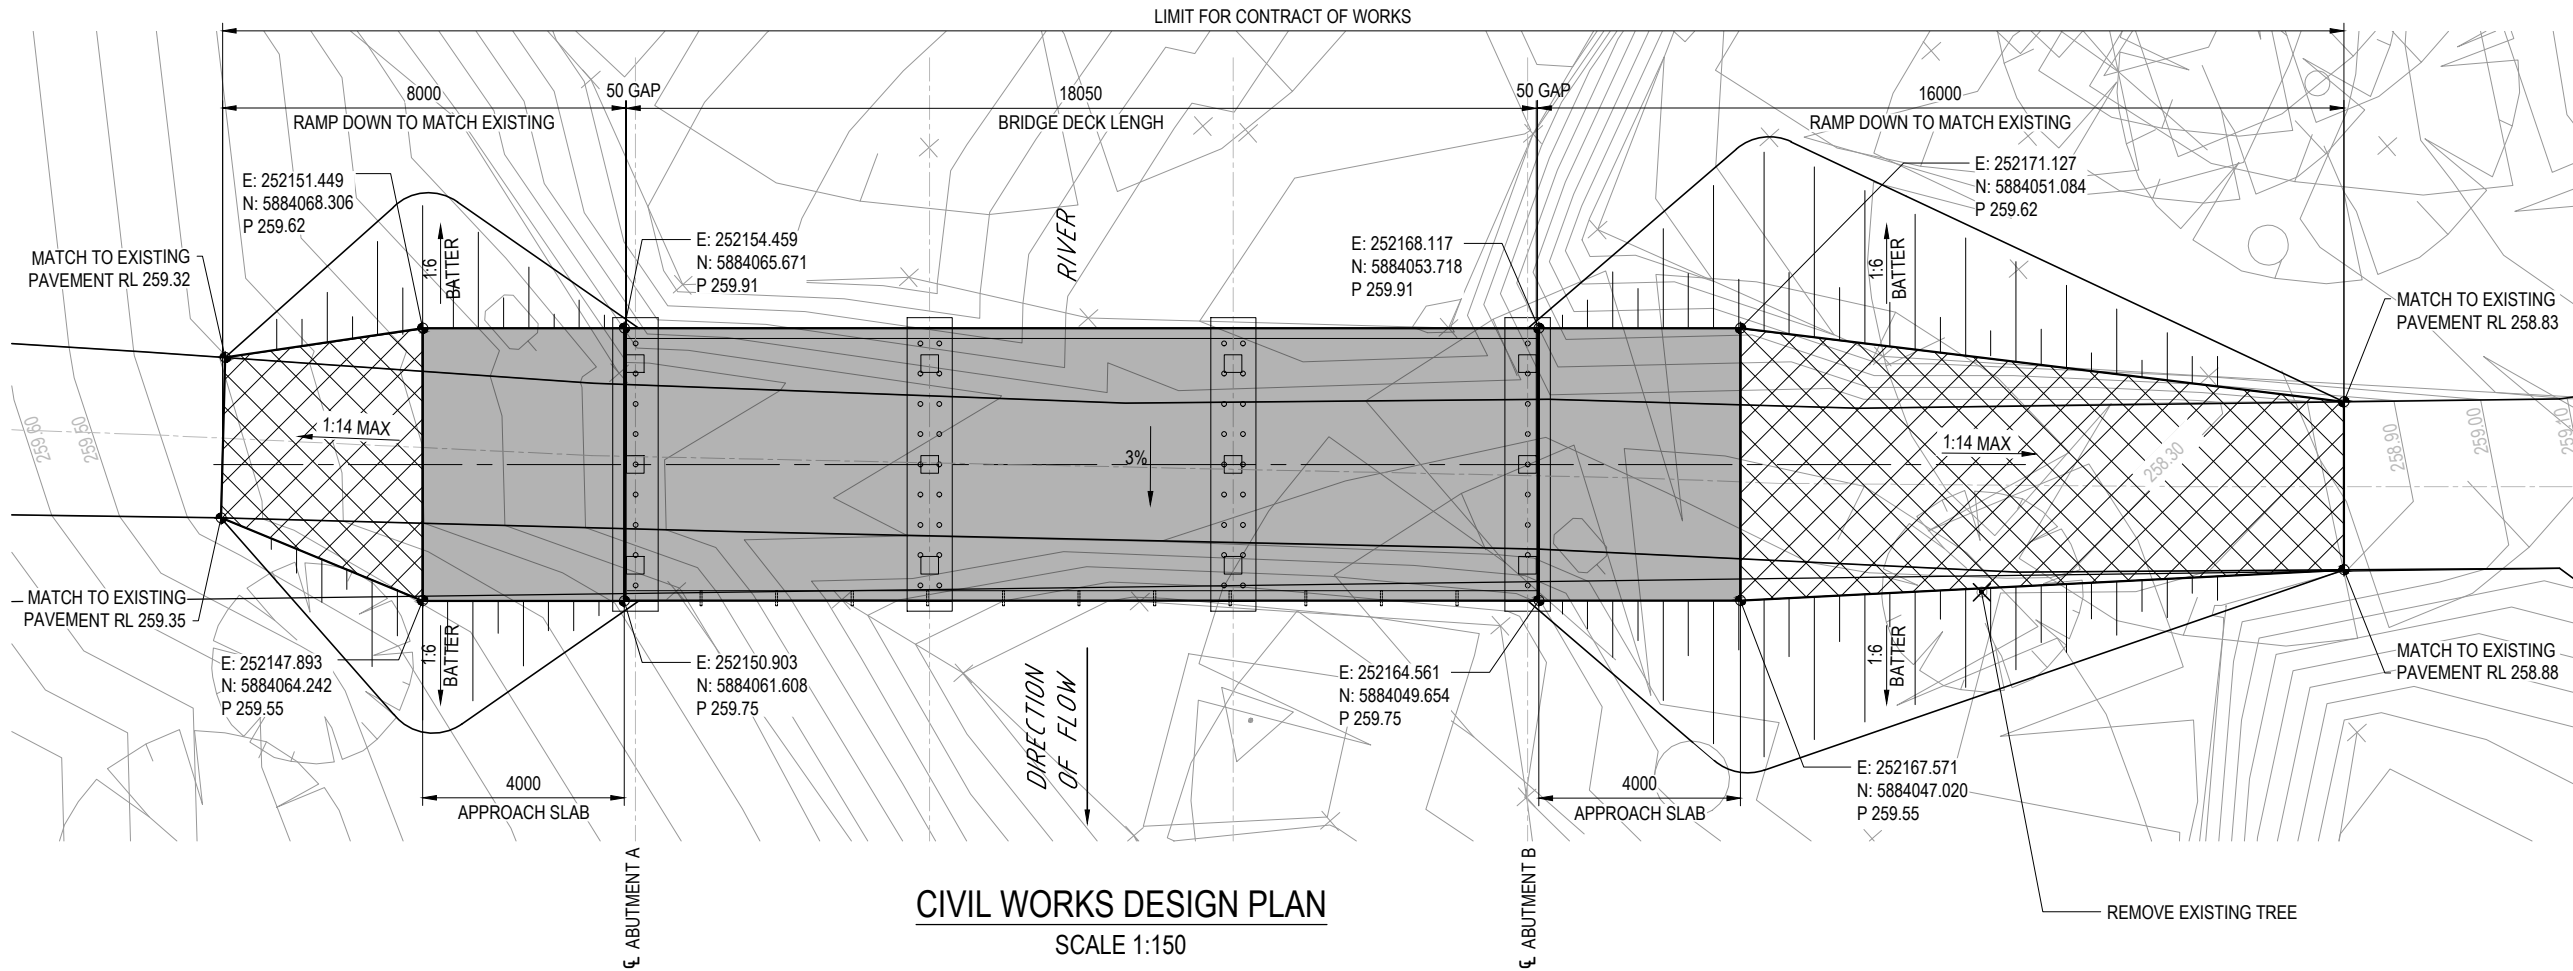 LIMIT FOR CONTRACT OF WORKS
8000
RAMP DOWN TO MATCH EXISTING
50 GAP
18050
BRIDGE DECK LENGH
50 GAP
16000
RAMP DOWN TO MATCH EXISTING
E: 252151.449
N: 5884068.306
P 259.62
E: 252154.459
N: 5884065.671
P 259.91
RIVER
E: 252168.117
N: 5884053.718
P 259.91
E: 252171.127
N: 5884051.084
P 259.62
MATCH TO EXISTING
PAVEMENT RL 259.32
1:6
BATTER
1:6
BATTER
MATCH TO EXISTING
PAVEMENT RL 258.83
259.60
259.50
1:14 MAX
3%
1:14 MAX
258.30
258.90
259.00
259.10
MATCH TO EXISTING
PAVEMENT RL 259.35
1:6
BATTER
E: 252147.893
N: 5884064.242
P 259.55
E: 252150.903
N: 5884061.608
P 259.75
DIRECTION
OF FLOW
E: 252164.561
N: 5884049.654
P 259.75
1:6
BATTER
MATCH TO EXISTING
PAVEMENT RL 258.88
4000
APPROACH SLAB
4000
APPROACH SLAB
E: 252167.571
N: 5884047.020
P 259.55
℄ ABUTMENT A
℄ ABUTMENT B
REMOVE EXISTING TREE
CIVIL WORKS DESIGN PLAN
SCALE 1:150